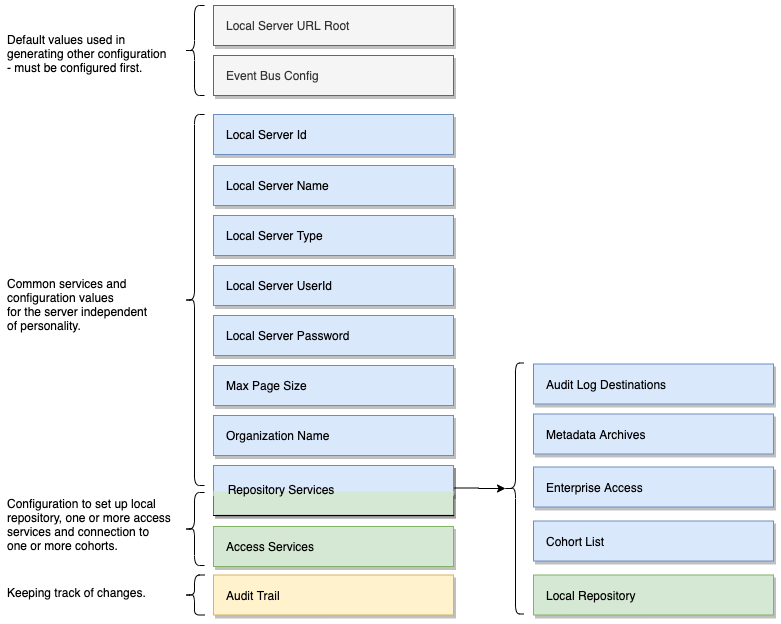 Default values used in
generating other configuration
- must be configured first.
Local Server URL Root
Event Bus Config
Common services and
configuration values
for the server independent
of personality.
Local Server Id
Local Server Name
Local Server Type
Local Server UserId
Local Server Password
Max Page Size
Organization Name
Repository Services
Configuration to set up local
repository, one or more access
services and connection to
one or more cohorts.
Access Services
Keeping track of changes.
Audit Trail
Audit Log Destinations
Metadata Archives
Enterprise Access
Cohort List
Local Repository